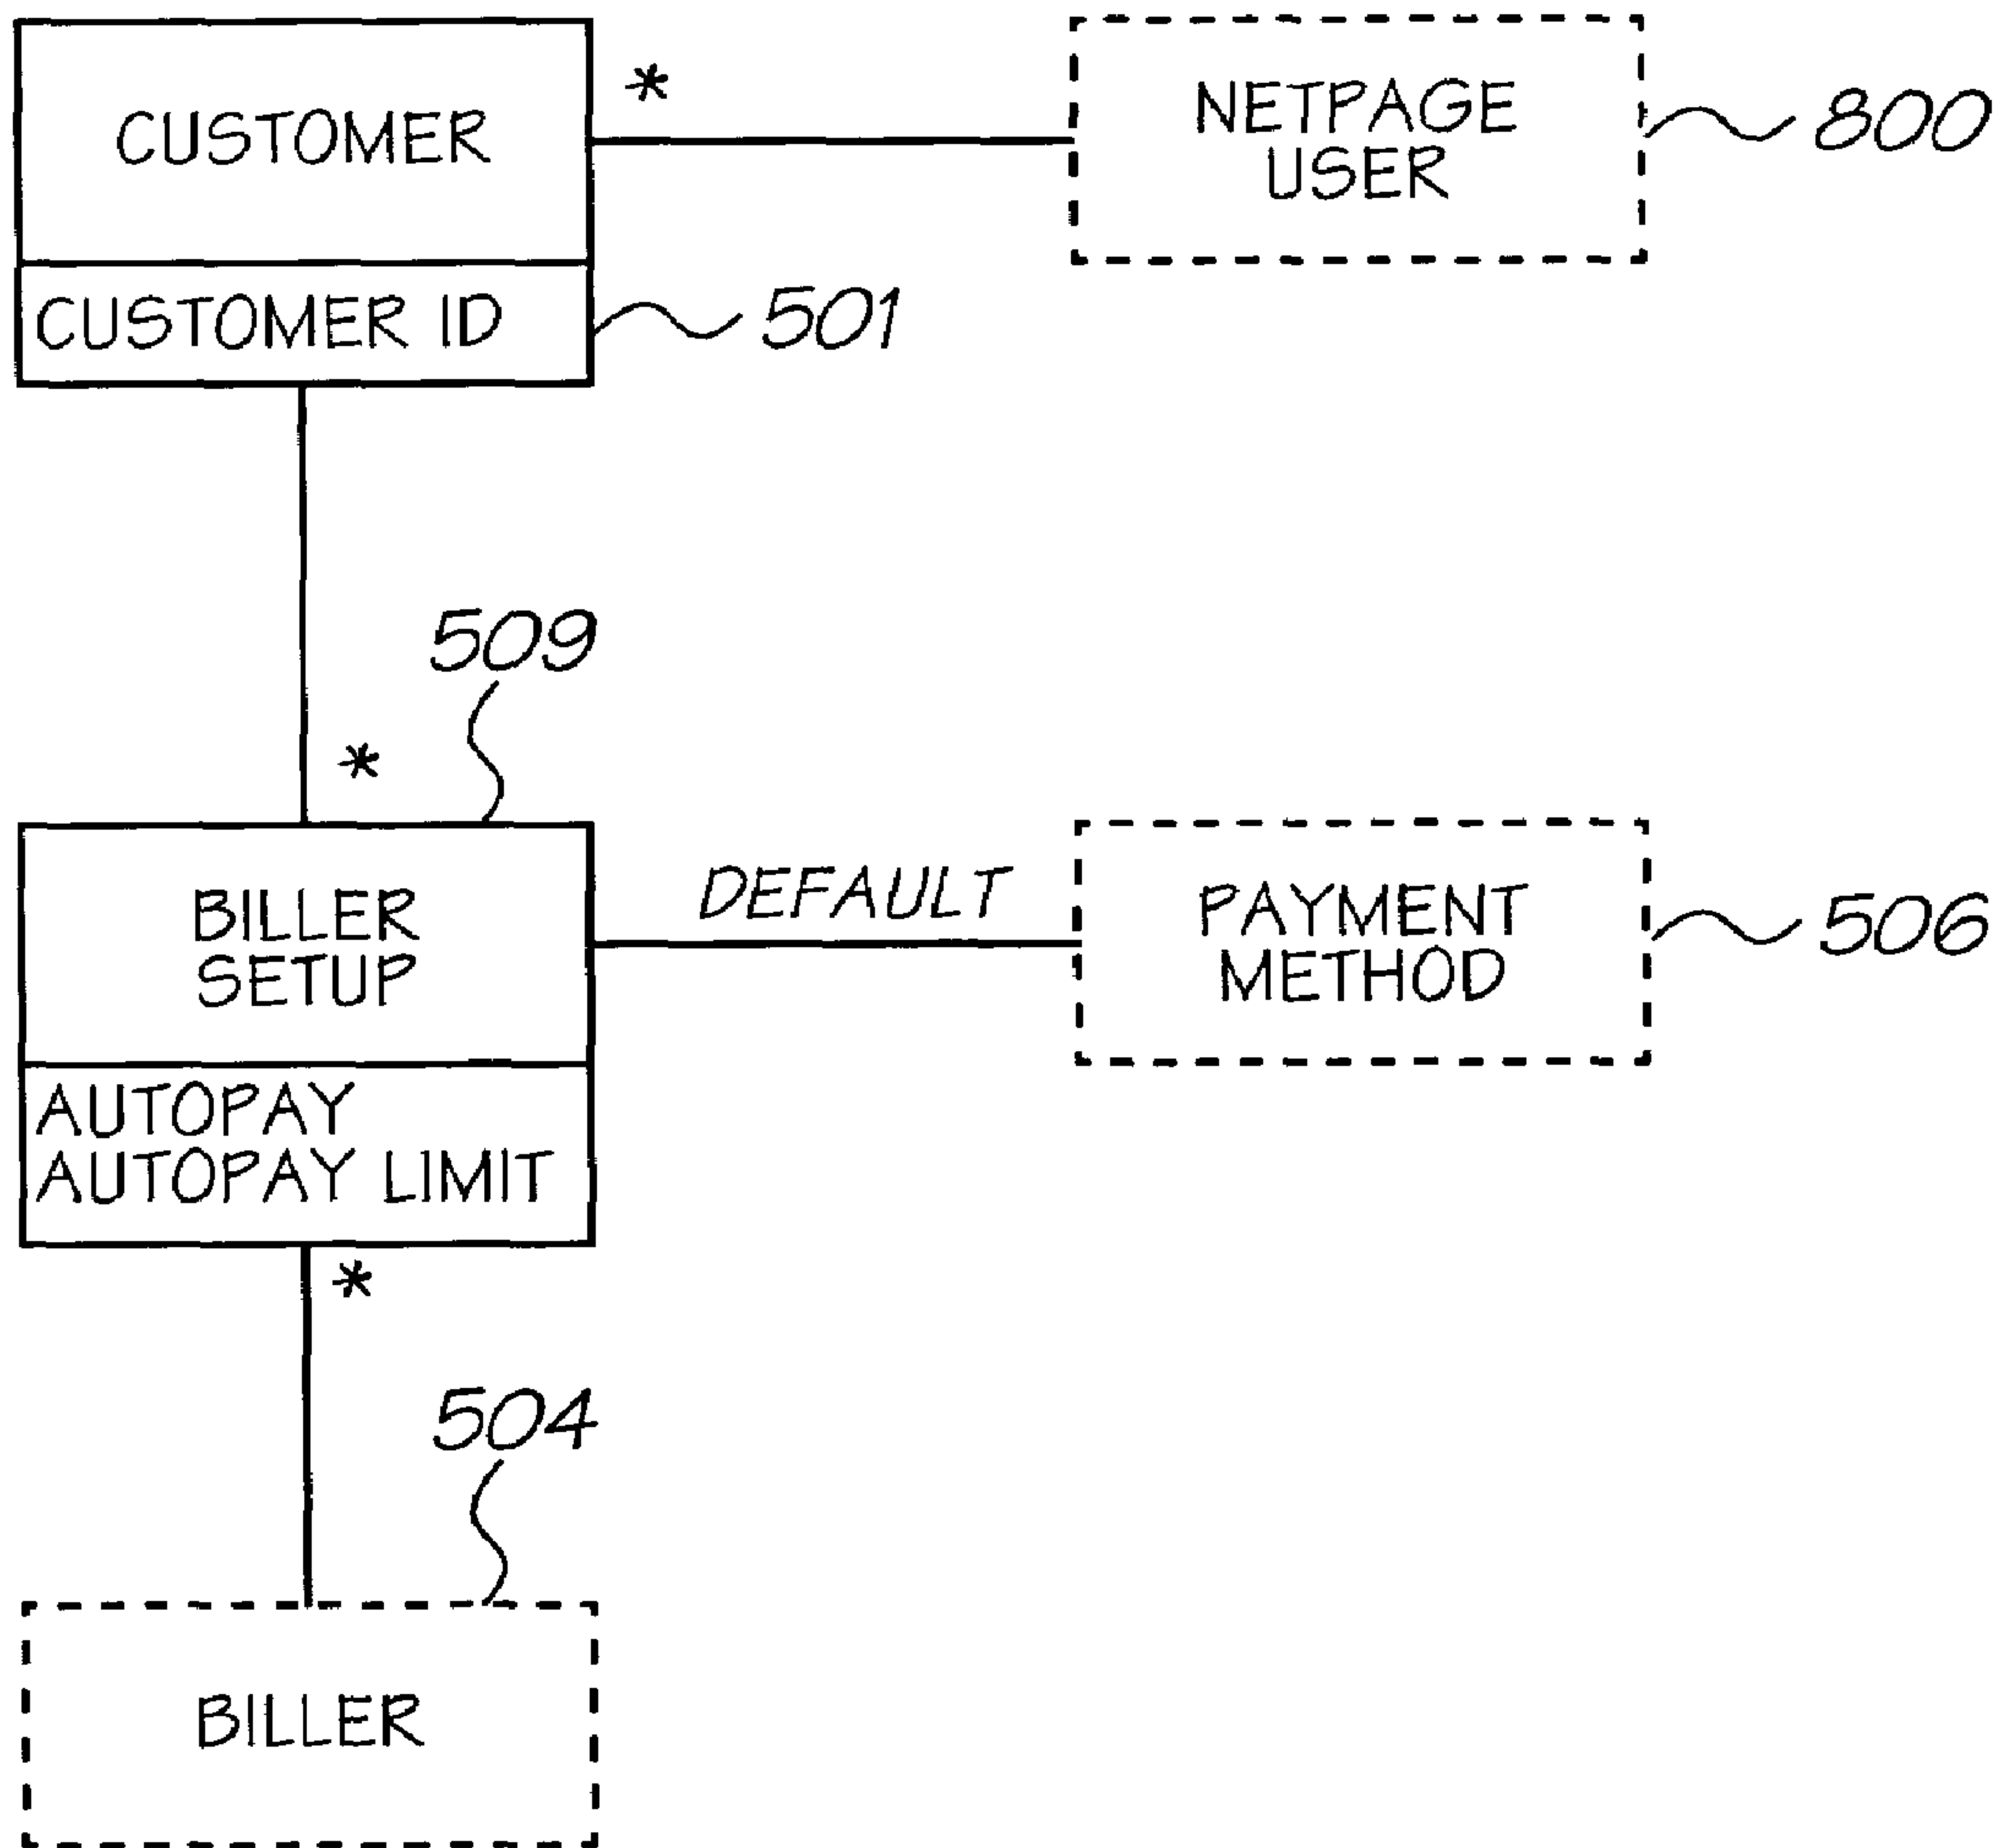 CUSTOMER
*
NETPAGE
USER
800
CUSTOMER ID
501
509
*
BILLER
SETUP
DEFAULT
PAYMENT
METHOD
506
AUTOPAY
AUTOPAY LIMIT
*
504
BILLER